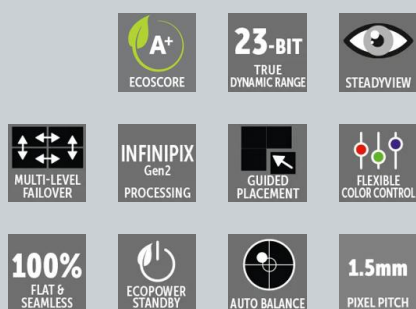 A+
ECOSCORE
23-BIT
TRUE
DYNAMIC RANGE
STEADYVIEW
MULTI-LEVEL
FAILOVER
INFINIPIX
Gen2
PROCESSING
GUIDED
PLACEMENT
FLEXIBLE
COLOR CONTROL
100%
FLAT &
SEAMLESS
ECOPOWER
STANDBY
AUTO BALANCE
1.5mm
PIXEL PITCH